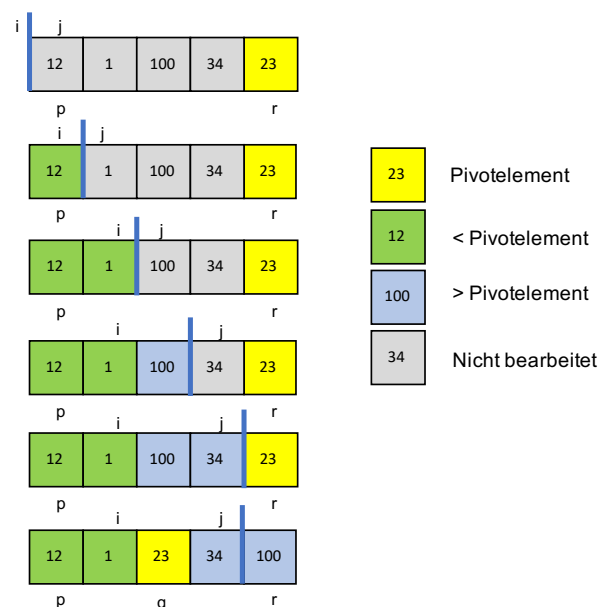 i j
12 1 100 34 23
p r
i j
12 1 100 34 23
p r
i j
12 1 100 34 23
p r
i j
12 1 100 34 23
p r
i j
12 1 100 34 23
p r
i j
12 1 23 34 100
p q r
23 Pivotelement
12 < Pivotelement
100 > Pivotelement
34 Nicht bearbeitet